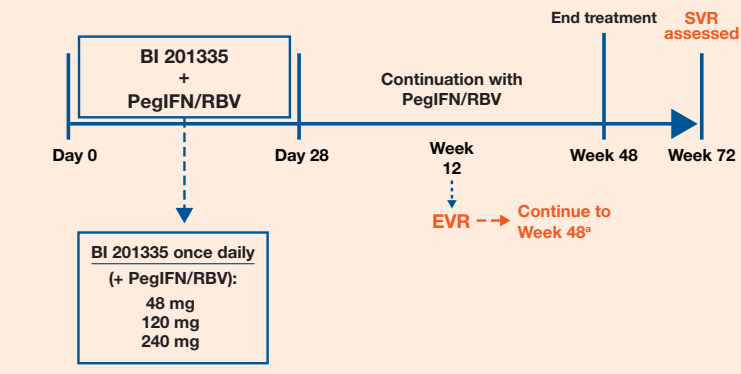 End treatment
SVR
assessed
BI 201335
+
PegIFN/RBV
Continuation with
PegIFN/RBV
Day 0
Day 28
Week
12
Week 48
Week 72
EVR
Continue to
Week 48ª
BI 201335 once daily
(+ PegIFN/RBV):
48 mg
120 mg
240 mg